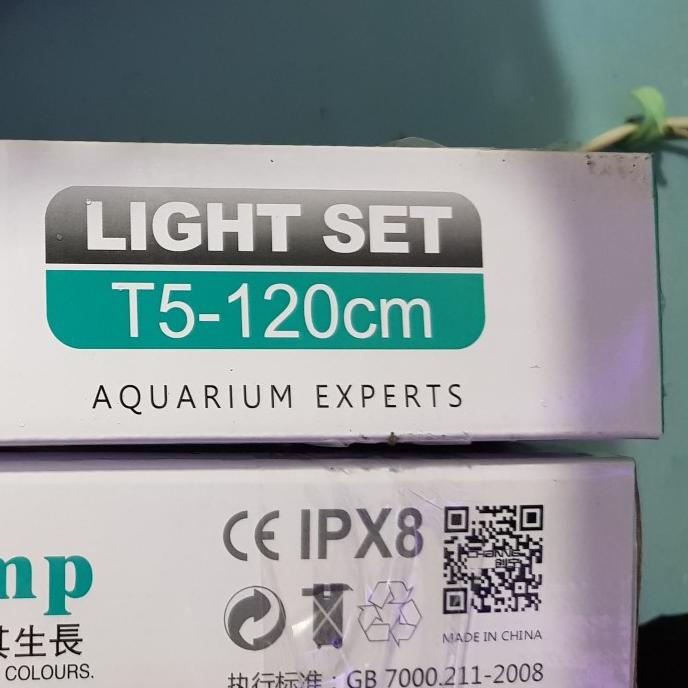 LIGHT SET
T5-120cm
AQUARIUM EXPERTS
mp
生長
COLOURS.
CE IPX8
MADE IN CHINA
执行标准：GB 7000.211-2008